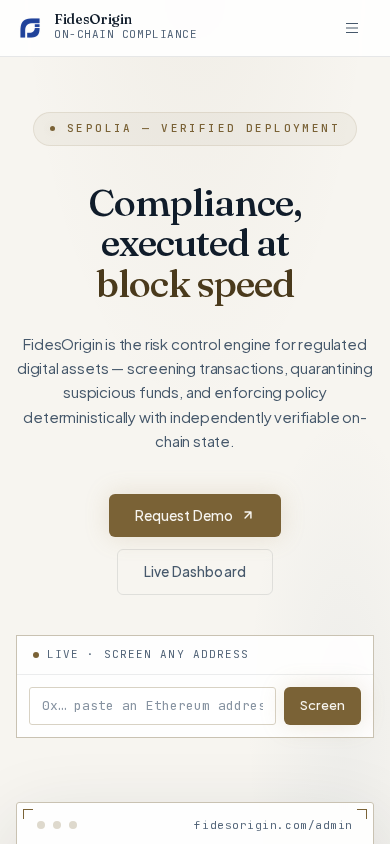 FidesOrigin
ON-CHAIN COMPLIANCE
SEPOLIA — VERIFIED DEPLOYMENT
Compliance,
executed at
block speed
FidesOrigin is the risk control engine for regulated
digital assets — screening transactions, quarantining
suspicious funds, and enforcing policy
deterministically with independently verifiable on-
chain state.
Request Demo
Live Dashboard
LIVE · SCREEN ANY ADDRESS
0x… paste an Ethereum addres
Screen
fidesorigin.com/admin